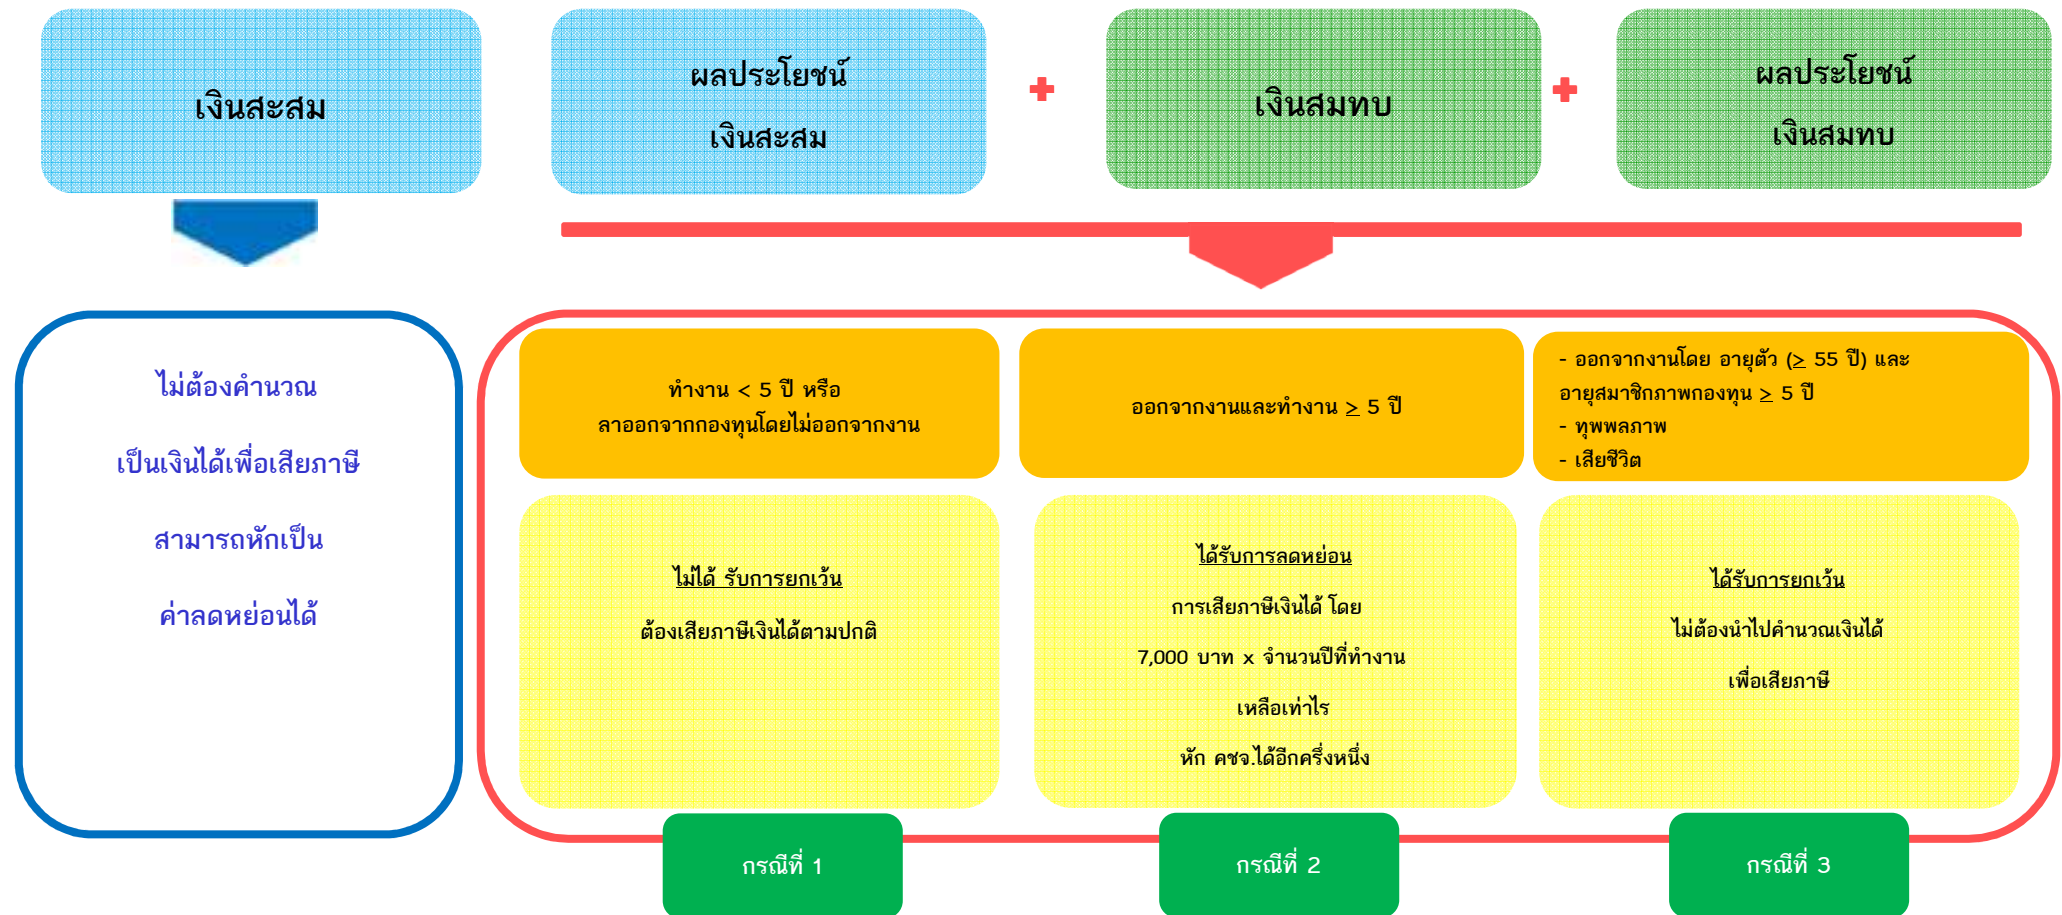 เงินสะสม
ผลประโยชน์
เงินสะสม
+
เงินสมทบ
+
ผลประโยชน์
เงินสมทบ
ไม่ต้องคำนวณ
เป็นเงินได้เพื่อเสียภาษี
สามารถหักเป็น
ค่าลดหย่อนได้
ทำงาน < 5 ปี หรือ
ลาออกจากกองทุนโดยไม่ออกจากงาน
ออกจากงานและทำงาน ≥ 5 ปี
- ออกจากงานโดย อายุตัว (≥ 55 ปี) และ
อายุสมาชิกภาพกองทุน ≥ 5 ปี
- ทุพพลภาพ
- เสียชีวิต
ไม่ได้ รับการยกเว้น
ต้องเสียภาษีเงินได้ตามปกติ
ได้รับการลดหย่อน
การเสียภาษีเงินได้ โดย
7,000 บาท x จำนวนปีที่ทำงาน
เหลือเท่าไร
หัก คชจ.ได้อีกครึ่งหนึ่ง
ได้รับการยกเว้น
ไม่ต้องนำไปคำนวณเงินได้
เพื่อเสียภาษี
กรณีที่ 1
กรณีที่ 2
กรณีที่ 3